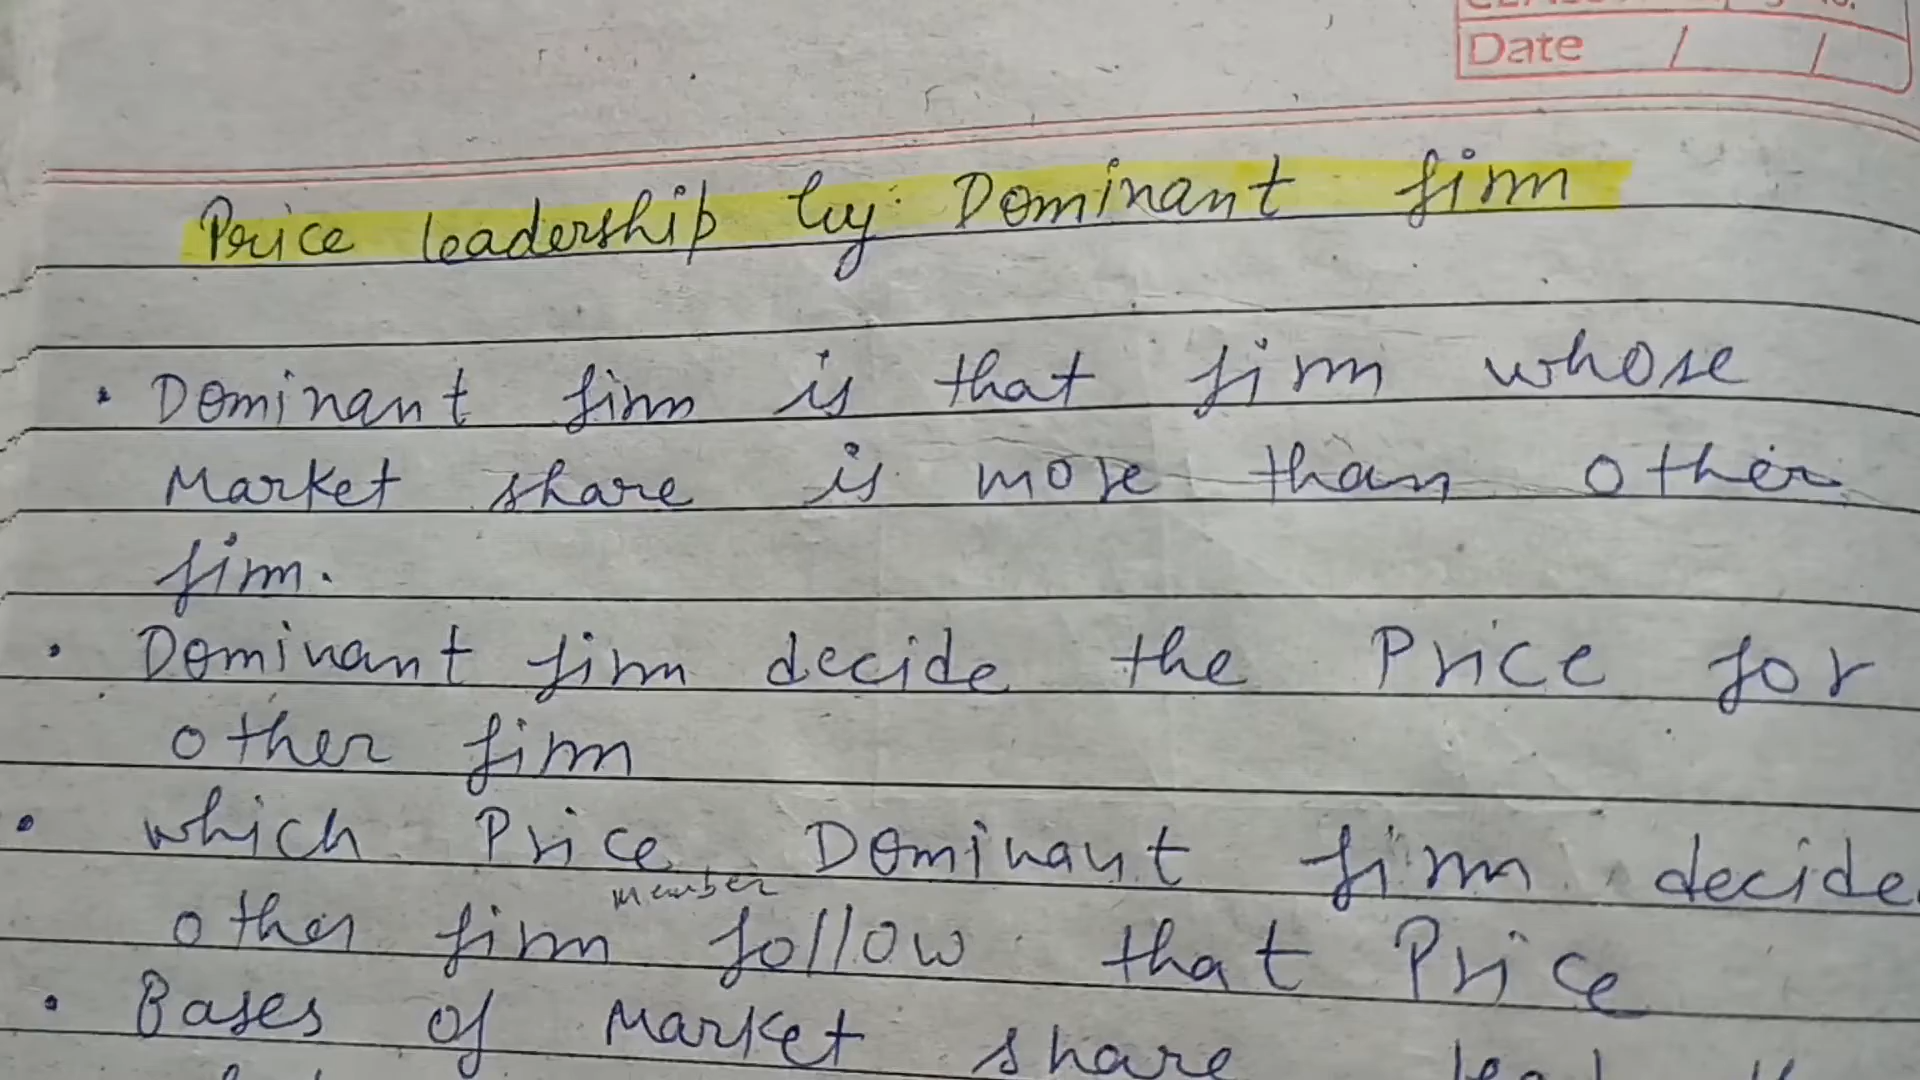 Date / /
Price leadership by Dominant firm
• Dominant firm is that firm whose
Market share is more than other
firm.
• Dominant firm decide the Price for
other firm
• which Price Dominant firm decide
member
other firm follow that Price
• Bases of Market share